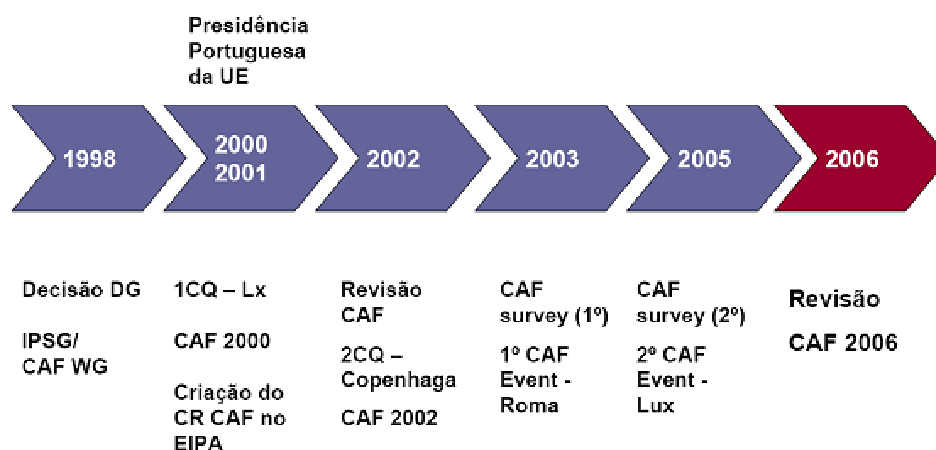 Presidência
Portuguesa
da UE
1998
2000
2001
2002
2003
2005
2006
Decisão DG
IPSG/
CAF WG
1CQ – Lx
CAF 2000
Criação do
CR CAF no
EIPA
Revisão
CAF
2CQ –
Copenhaga
CAF 2002
CAF
survey (1º)
1º CAF
Event -
Roma
CAF
survey (2º)
2º CAF
Event -
Lux
Revisão
CAF 2006